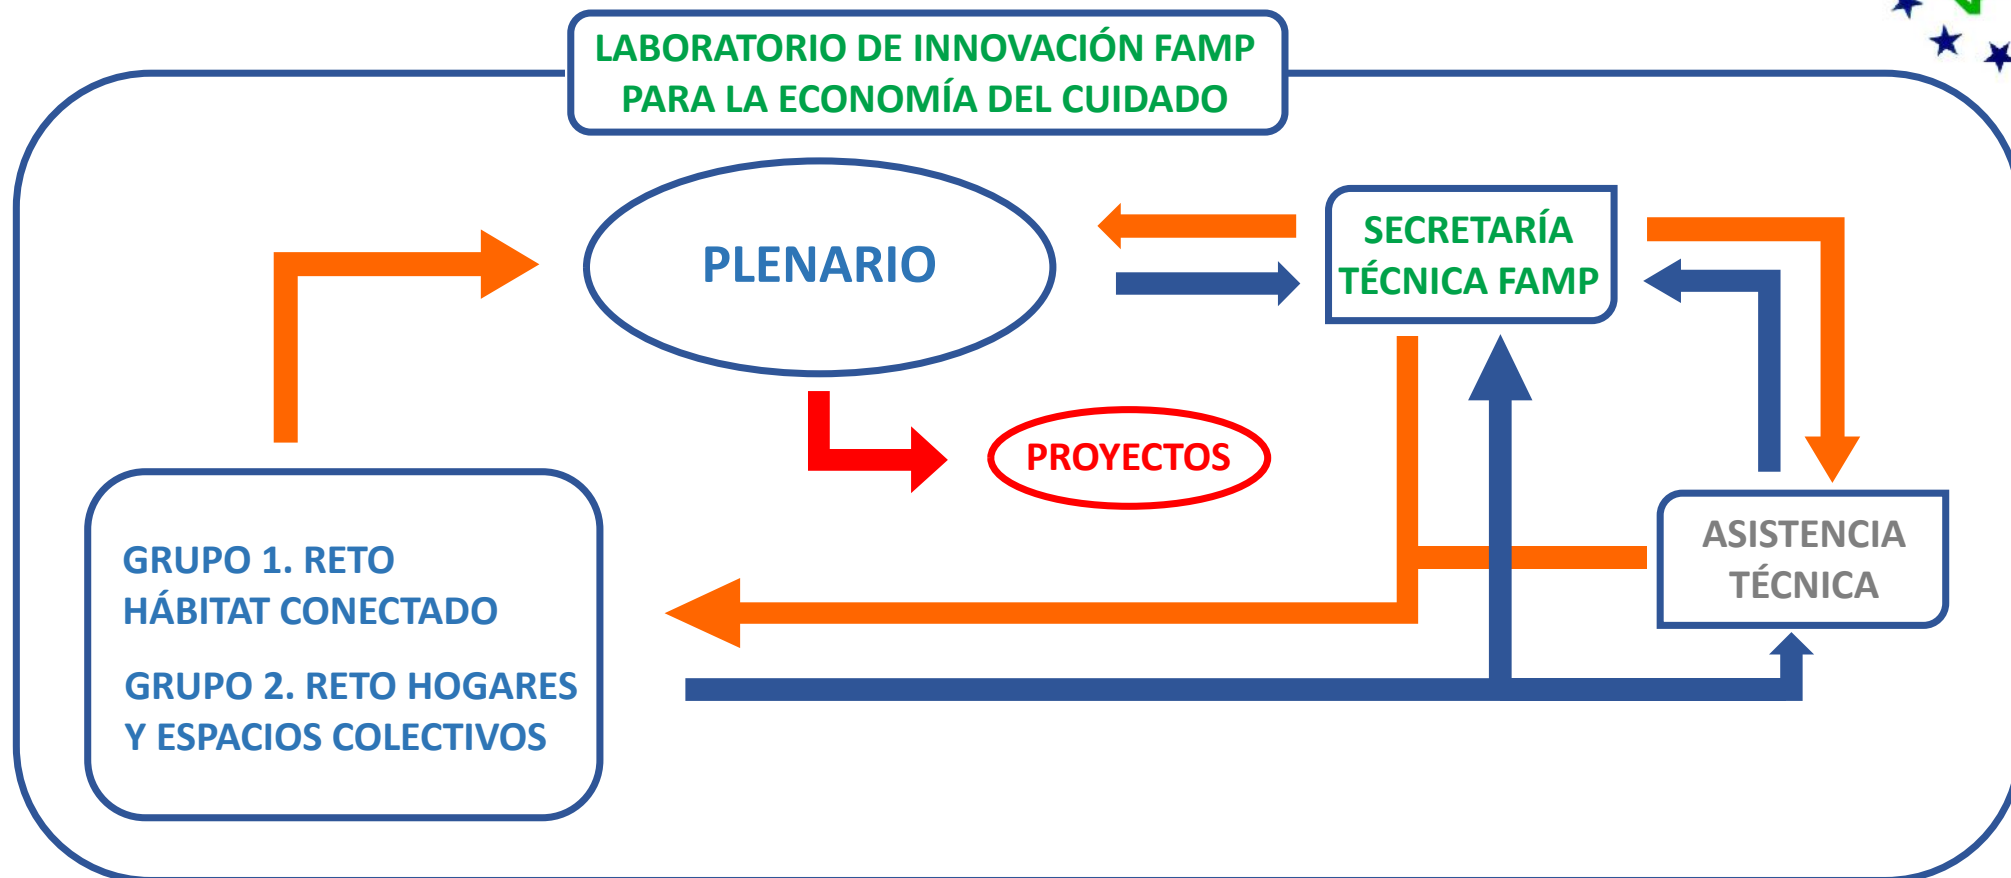 LABORATORIO DE INNOVACIÓN FAMP
PARA LA ECONOMÍA DEL CUIDADO
PLENARIO
SECRETARÍA
TÉCNICA FAMP
PROYECTOS
GRUPO 1. RETO
HÁBITAT CONECTADO
GRUPO 2. RETO HOGARES
Y ESPACIOS COLECTIVOS
ASISTENCIA
TÉCNICA